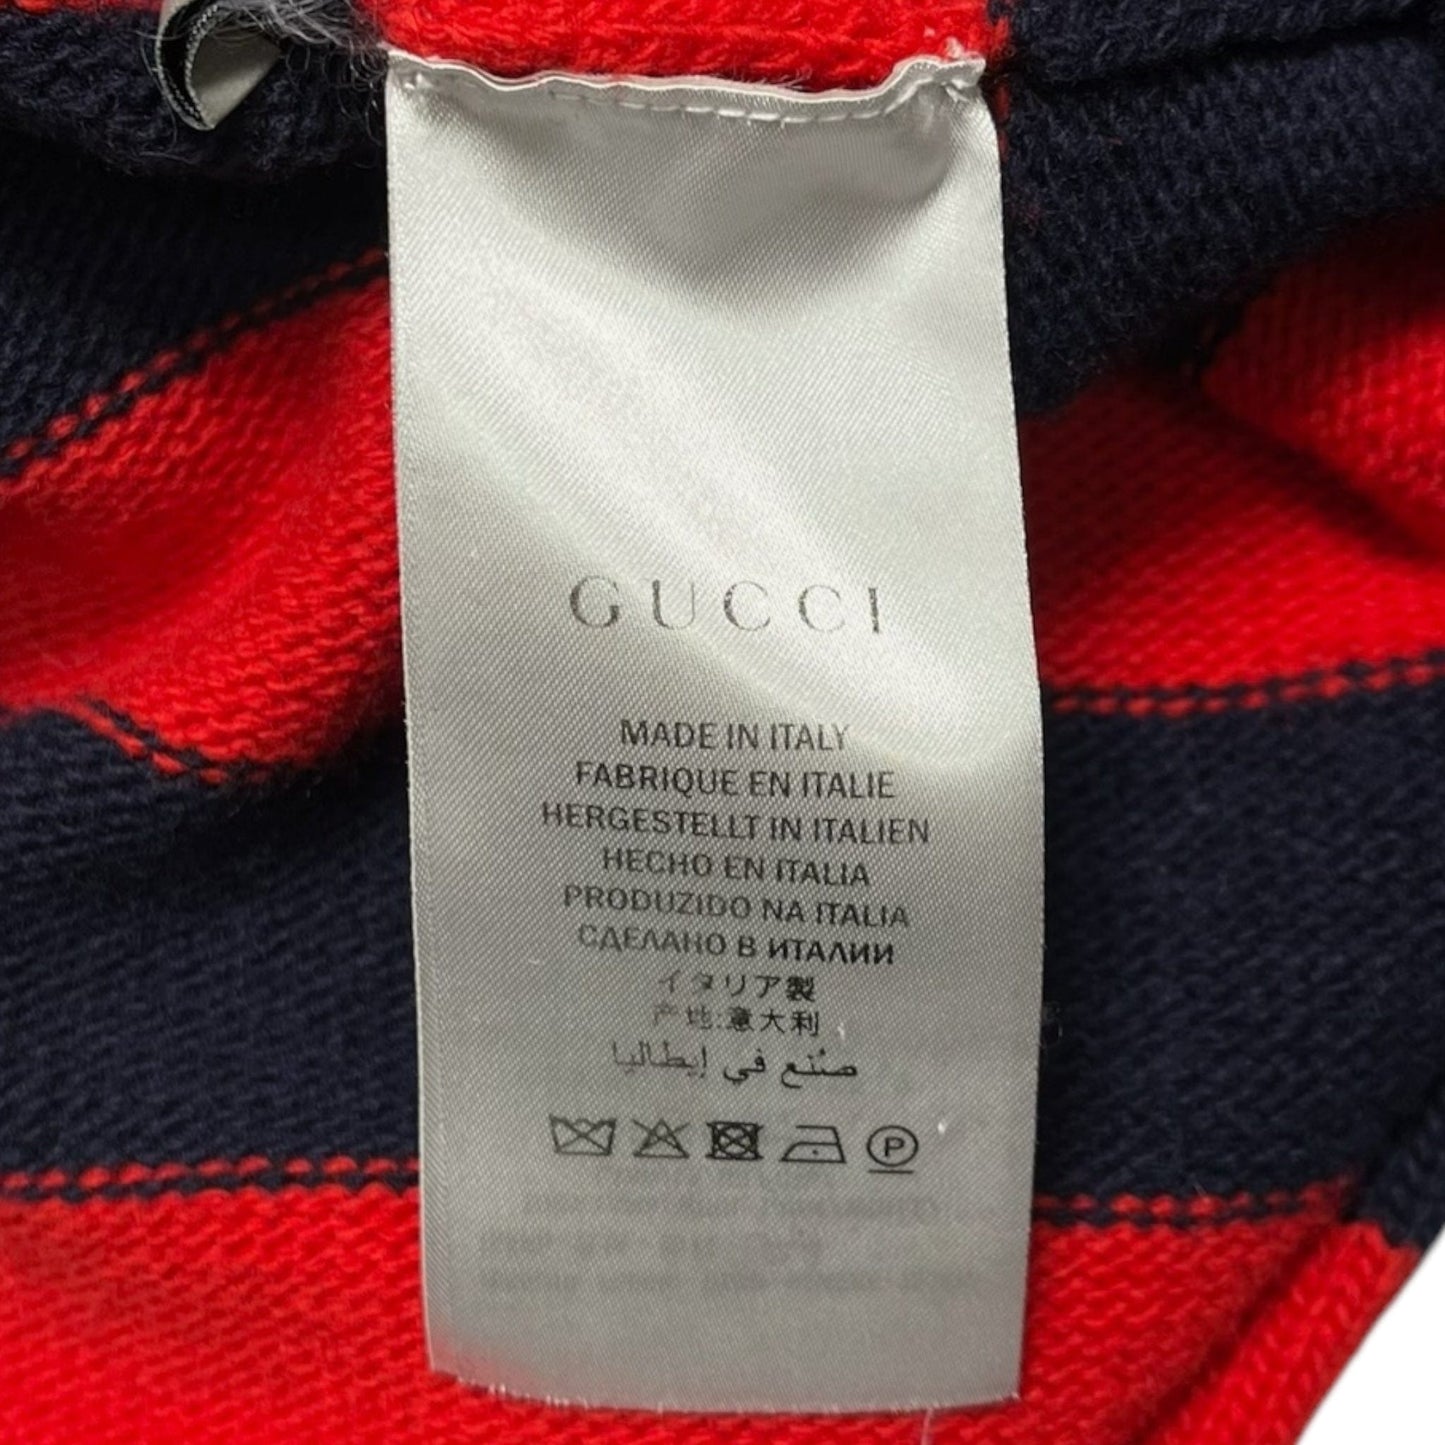 GUCCI
MADE IN ITALY
FABRIQUE EN ITALIE
HERGESTELLT IN ITALIEN
HECHO EN ITALIA
PRODUZIDO NA ITALIA
СДЕЛАНО В ИТАЛИИ
イタリア製
产地:意大利
صُنع في إيطاليا
P